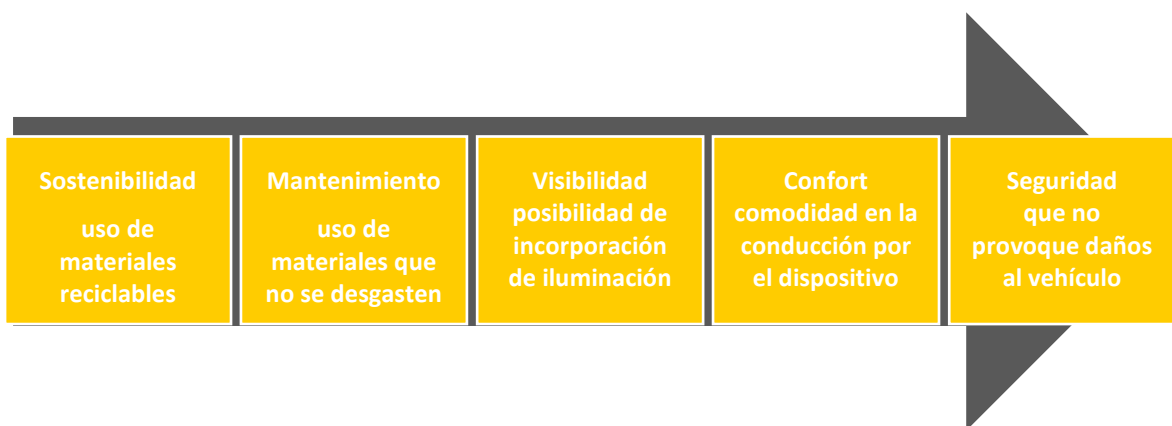 Sostenibilidad
uso de
materiales
reciclables
Mantenimiento
uso de
materiales que
no se desgasten
Visibilidad
posibilidad de
incorporación
de iluminación
Confort
comodidad en la
conducción por
el dispositivo
Seguridad
que no
provoque daños
al vehículo